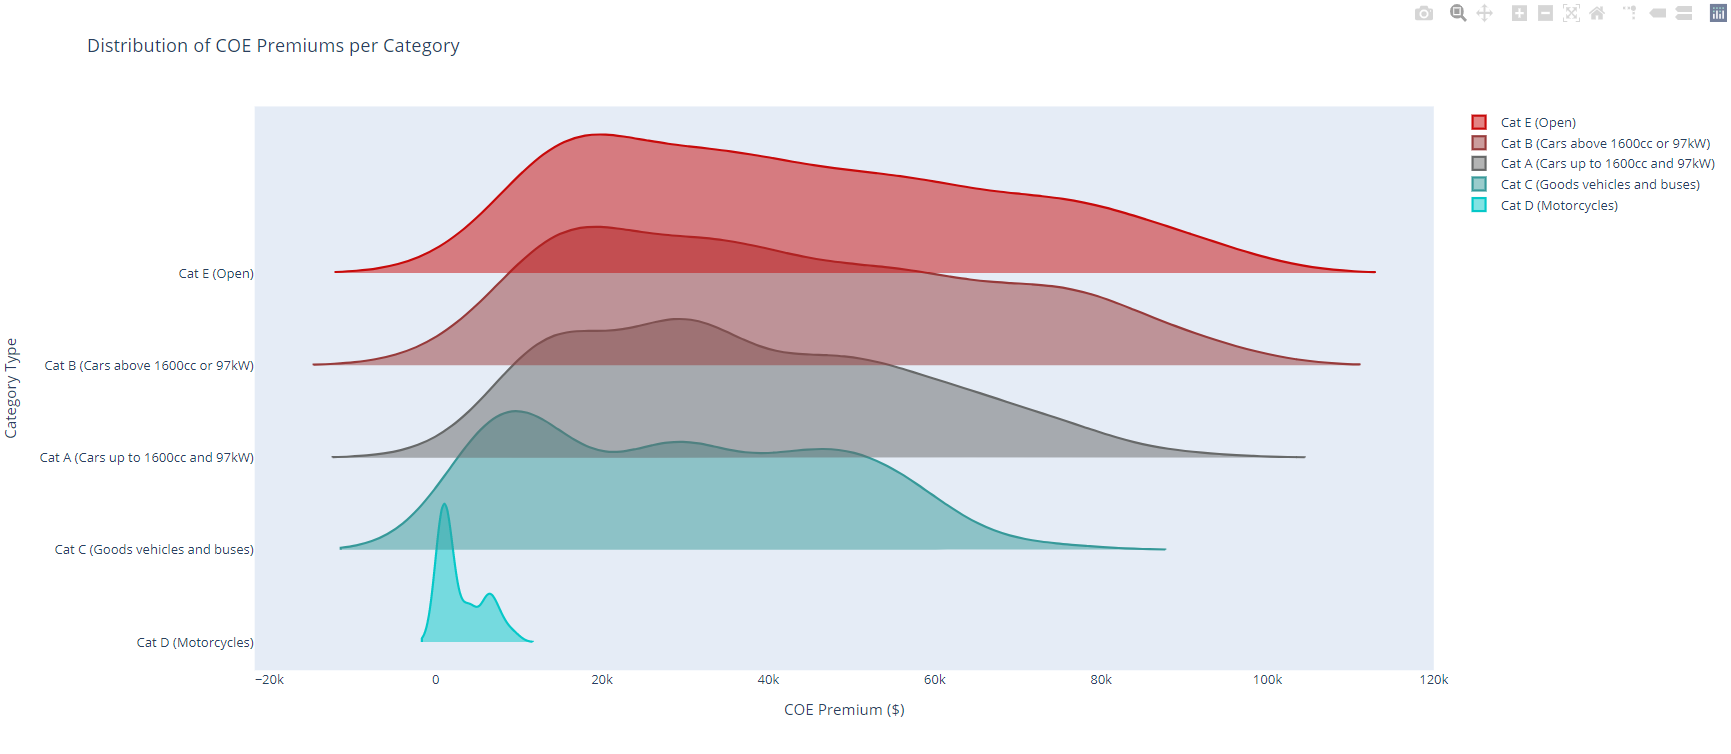 Distribution of COE Premiums per Category
Cat E (Open)
Cat B (Cars above 1600cc or 97kW)
Cat A (Cars up to 1600cc and 97kW)
Cat C (Goods vehicles and buses)
Cat D (Motorcycles)
Category Type
Cat E (Open)
Cat B (Cars above 1600cc or 97kW)
Cat A (Cars up to 1600cc and 97kW)
Cat C (Goods vehicles and buses)
Cat D (Motorcycles)
−20k 0 20k 40k 60k 80k 100k 120k
COE Premium ($)